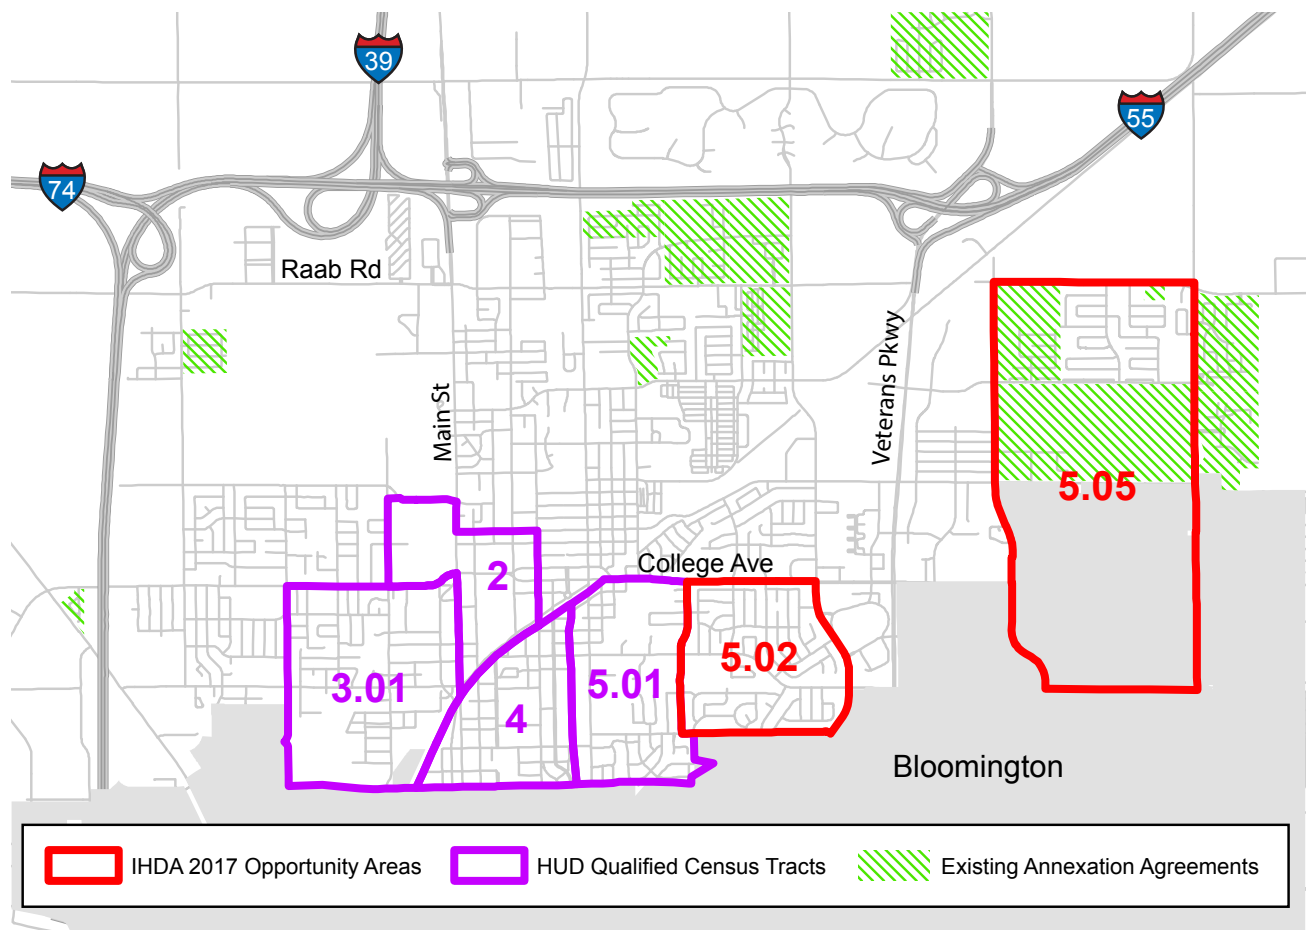 39
55
74
Raab Rd
Main St
Veterans Pkwy
5.05
College Ave
2
5.02
3.01
5.01
4
Bloomington
IHDA 2017 Opportunity Areas
HUD Qualified Census Tracts
Existing Annexation Agreements